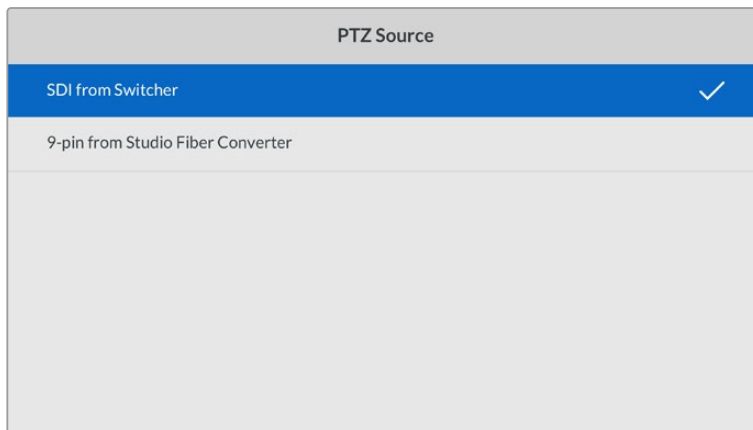 PTZ Source
SDI from Switcher
9-pin from Studio Fiber Converter